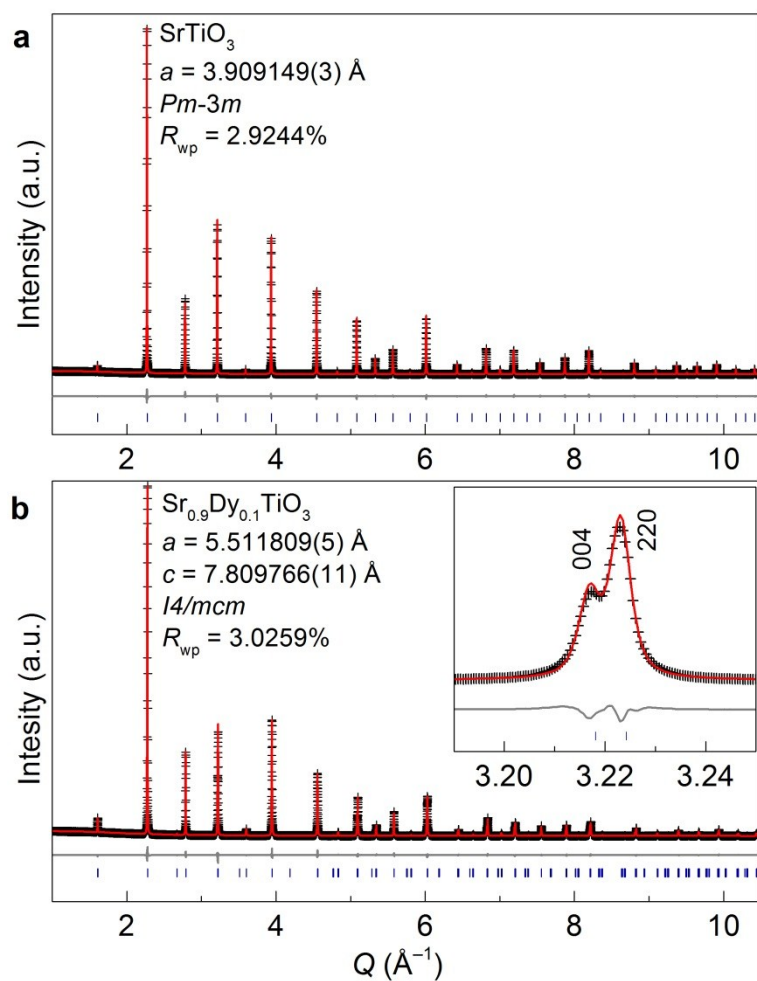 a
SrTiO₃
a = 3.909149(3) Å
Pm-3m
Rwp = 2.9244%
Intensity (a.u.)
2 4 6 8 10
b
Sr₀.₉Dy₀.₁TiO₃
a = 5.511809(5) Å
c = 7.809766(11) Å
I4/mcm
Rwp = 3.0259%
Intesity (a.u.)
004
220
3.20 3.22 3.24
2 4 6 8 10
Q (Å⁻¹)